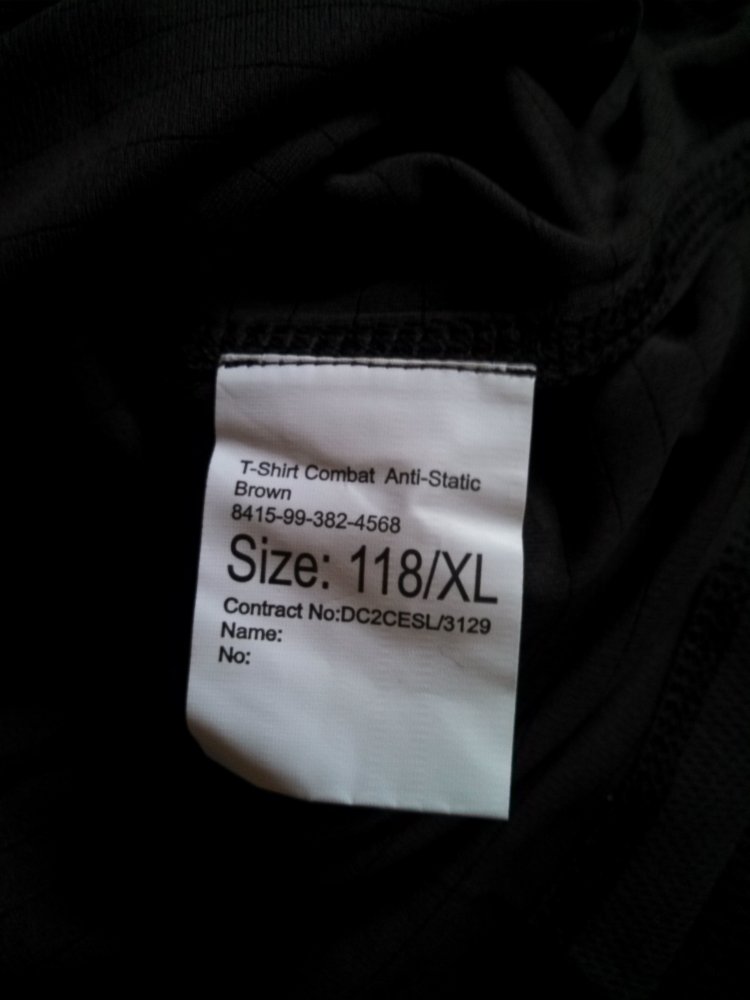 T-Shirt Combat Anti-Static
Brown
8415-99-382-4568
Size: 118/XL
Contract No:DC2CESL/3129
Name:
No: